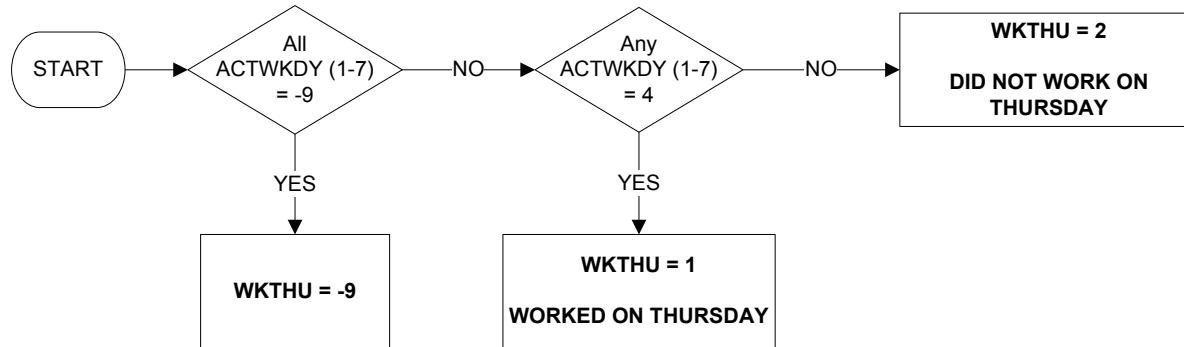 START
All
ACTWKDY (1-7)
= -9
NO
Any
ACTWKDY (1-7)
= 4
NO
WKTHU = 2
DID NOT WORK ON
THURSDAY
YES
YES
WKTHU = -9
WKTHU = 1
WORKED ON THURSDAY